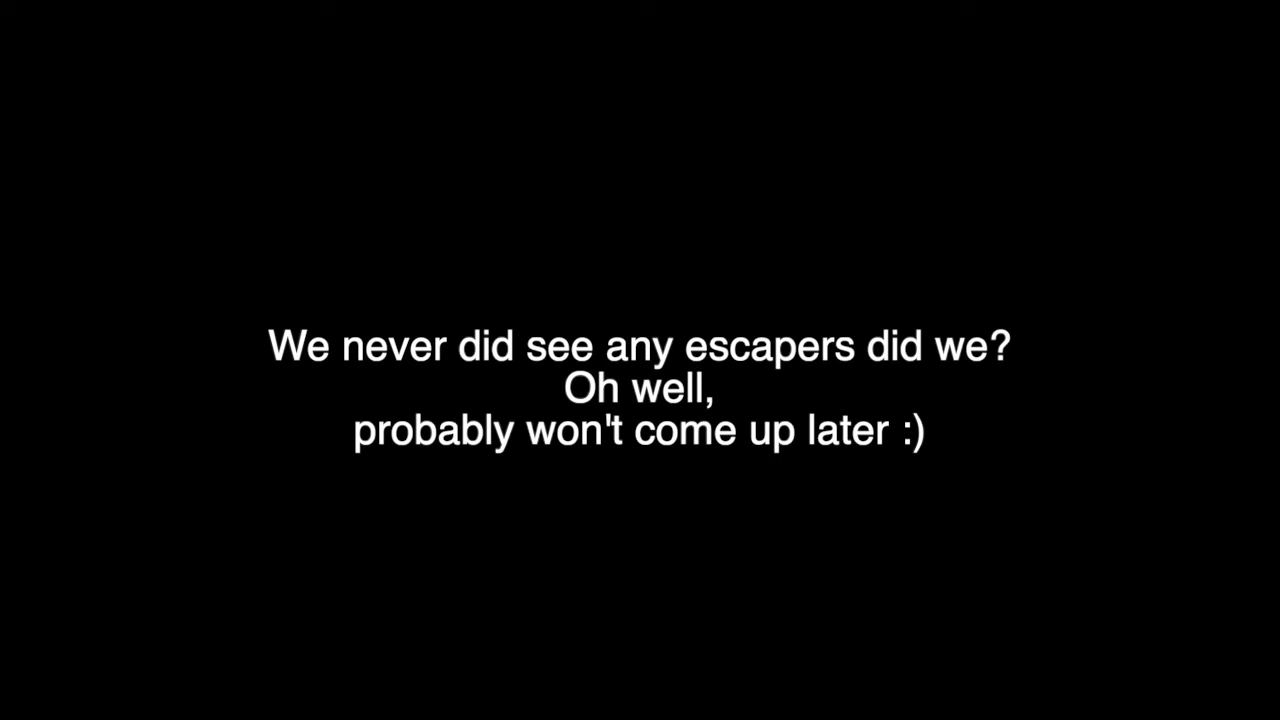 We never did see any escapers did we?
Oh well,
probably won't come up later :)